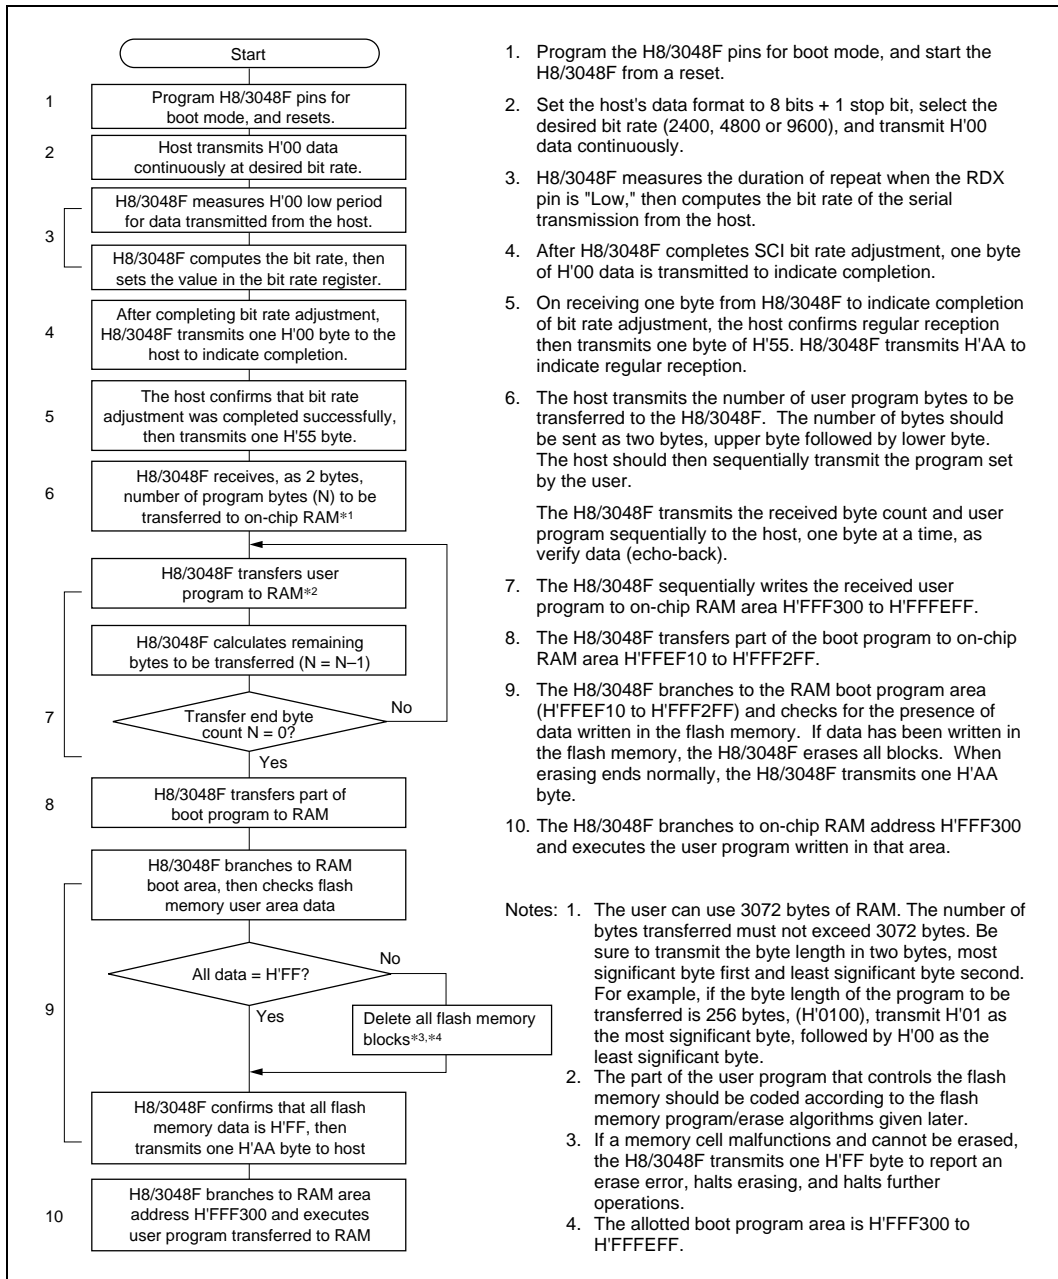 Start
1
Program H8/3048F pins for
boot mode, and resets.
2
Host transmits H'00 data
continuously at desired bit rate.
3
H8/3048F measures H'00 low period
for data transmitted from the host.
H8/3048F computes the bit rate, then
sets the value in the bit rate register.
4
After completing bit rate adjustment,
H8/3048F transmits one H'00 byte to the
host to indicate completion.
5
The host confirms that bit rate
adjustment was completed successfully,
then transmits one H'55 byte.
6
H8/3048F receives, as 2 bytes,
number of program bytes (N) to be
transferred to on-chip RAM*1
H8/3048F transfers user
program to RAM*2
H8/3048F calculates remaining
bytes to be transferred (N = N–1)
7
Transfer end byte
count N = 0?
No
Yes
8
H8/3048F transfers part of
boot program to RAM
H8/3048F branches to RAM
boot area, then checks flash
memory user area data
All data = H'FF?
No
9
Yes
Delete all flash memory
blocks*3,*4
H8/3048F confirms that all flash
memory data is H'FF, then
transmits one H'AA byte to host
10
H8/3048F branches to RAM area
address H'FFF300 and executes
user program transferred to RAM
1. Program the H8/3048F pins for boot mode, and start the
H8/3048F from a reset.
2. Set the host's data format to 8 bits + 1 stop bit, select the
desired bit rate (2400, 4800 or 9600), and transmit H'00
data continuously.
3. H8/3048F measures the duration of repeat when the RDX
pin is "Low," then computes the bit rate of the serial
transmission from the host.
4. After H8/3048F completes SCI bit rate adjustment, one byte
of H'00 data is transmitted to indicate completion.
5. On receiving one byte from H8/3048F to indicate completion
of bit rate adjustment, the host confirms regular reception
then transmits one byte of H'55. H8/3048F transmits H'AA to
indicate regular reception.
6. The host transmits the number of user program bytes to be
transferred to the H8/3048F. The number of bytes should
be sent as two bytes, upper byte followed by lower byte.
The host should then sequentially transmit the program set
by the user.
The H8/3048F transmits the received byte count and user
program sequentially to the host, one byte at a time, as
verify data (echo-back).
7. The H8/3048F sequentially writes the received user
program to on-chip RAM area H'FFF300 to H'FFFEFF.
8. The H8/3048F transfers part of the boot program to on-chip
RAM area H'FFEF10 to H'FFF2FF.
9. The H8/3048F branches to the RAM boot program area
(H'FFEF10 to H'FFF2FF) and checks for the presence of
data written in the flash memory. If data has been written in
the flash memory, the H8/3048F erases all blocks. When
erasing ends normally, the H8/3048F transmits one H'AA
byte.
10. The H8/3048F branches to on-chip RAM address H'FFF300
and executes the user program written in that area.
Notes: 1. The user can use 3072 bytes of RAM. The number of
bytes transferred must not exceed 3072 bytes. Be
sure to transmit the byte length in two bytes, most
significant byte first and least significant byte second.
For example, if the byte length of the program to be
transferred is 256 bytes, (H'0100), transmit H'01 as
the most significant byte, followed by H'00 as the
least significant byte.
2. The part of the user program that controls the flash
memory should be coded according to the flash
memory program/erase algorithms given later.
3. If a memory cell malfunctions and cannot be erased,
the H8/3048F transmits one H'FF byte to report an
erase error, halts erasing, and halts further
operations.
4. The allotted boot program area is H'FFF300 to
H'FFFEFF.